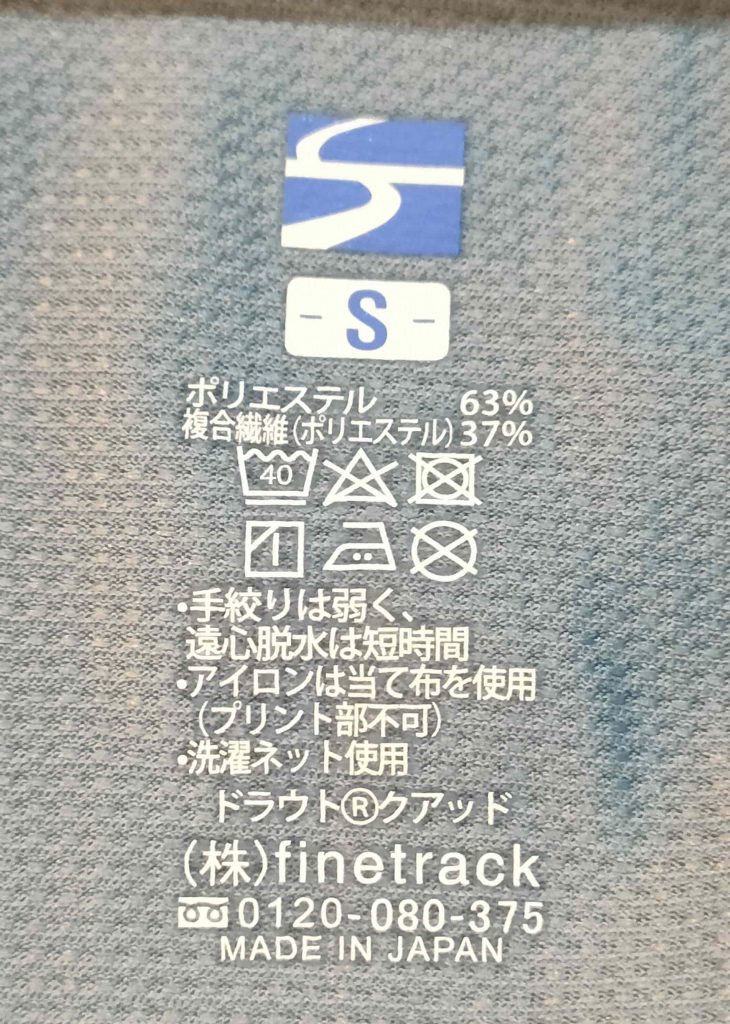 - S -
ポリエステル 63%
複合繊維(ポリエステル)37%
40
・手絞りは弱く、
遠心脱水は短時間
・アイロンは当て布を使用
(プリント部不可)
・洗濯ネット使用
ドラウト®クアッド
(株)finetrack
0120-080-375
MADE IN JAPAN